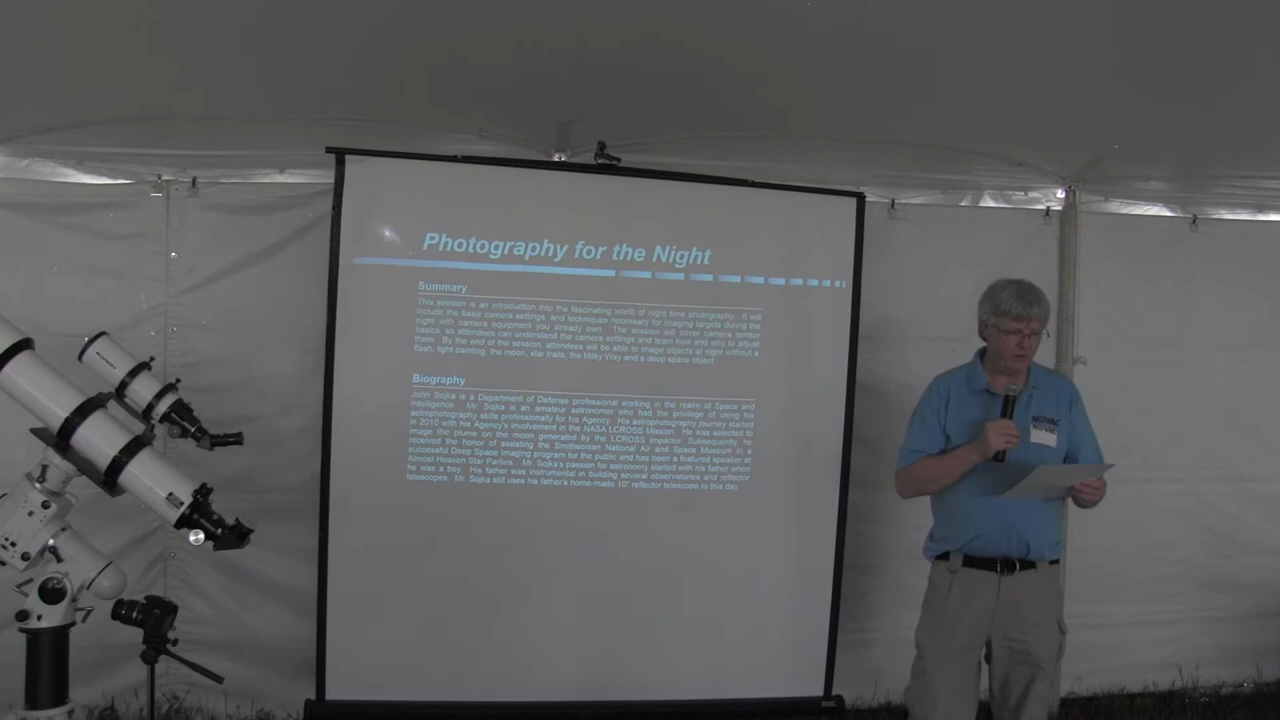 Photography for the Night
Summary
This session is an introduction into the fascinating world of night time photography. It will
include the basic camera settings, and techniques necessary for imaging targets during the
night with camera equipment you already own. The session will cover camera sensor
basics, so attendees can understand the camera settings and learn how and why to adjust
them. By the end of the session, attendees will be able to image objects at night without a
flash, light painting, the moon, star trails, the Milky Way and a deep space object.
Biography
John Sojka is a Department of Defense professional working in the realm of Space and
Intelligence. Mr. Sojka is an amateur astronomer who had the privilege of using his
astrophotography skills professionally for his Agency. His astrophotography journey started
in 2010 with his Agency's involvement in the NASA LCROSS Mission. He was selected to
image the plume on the moon generated by the LCROSS impactor. Subsequently, he
received the honor of assisting the Smithsonian National Air and Space Museum in a
successful Deep Space Imaging program for the public and has been a featured speaker at
Almost Heaven Star Parties. Mr. Sojka's passion for astronomy started with his father when
he was a boy. His father was instrumental in building several observatories and reflector
telescopes. Mr. Sojka still uses his father's home-made 10" reflector telescope to this day.
NOVAC